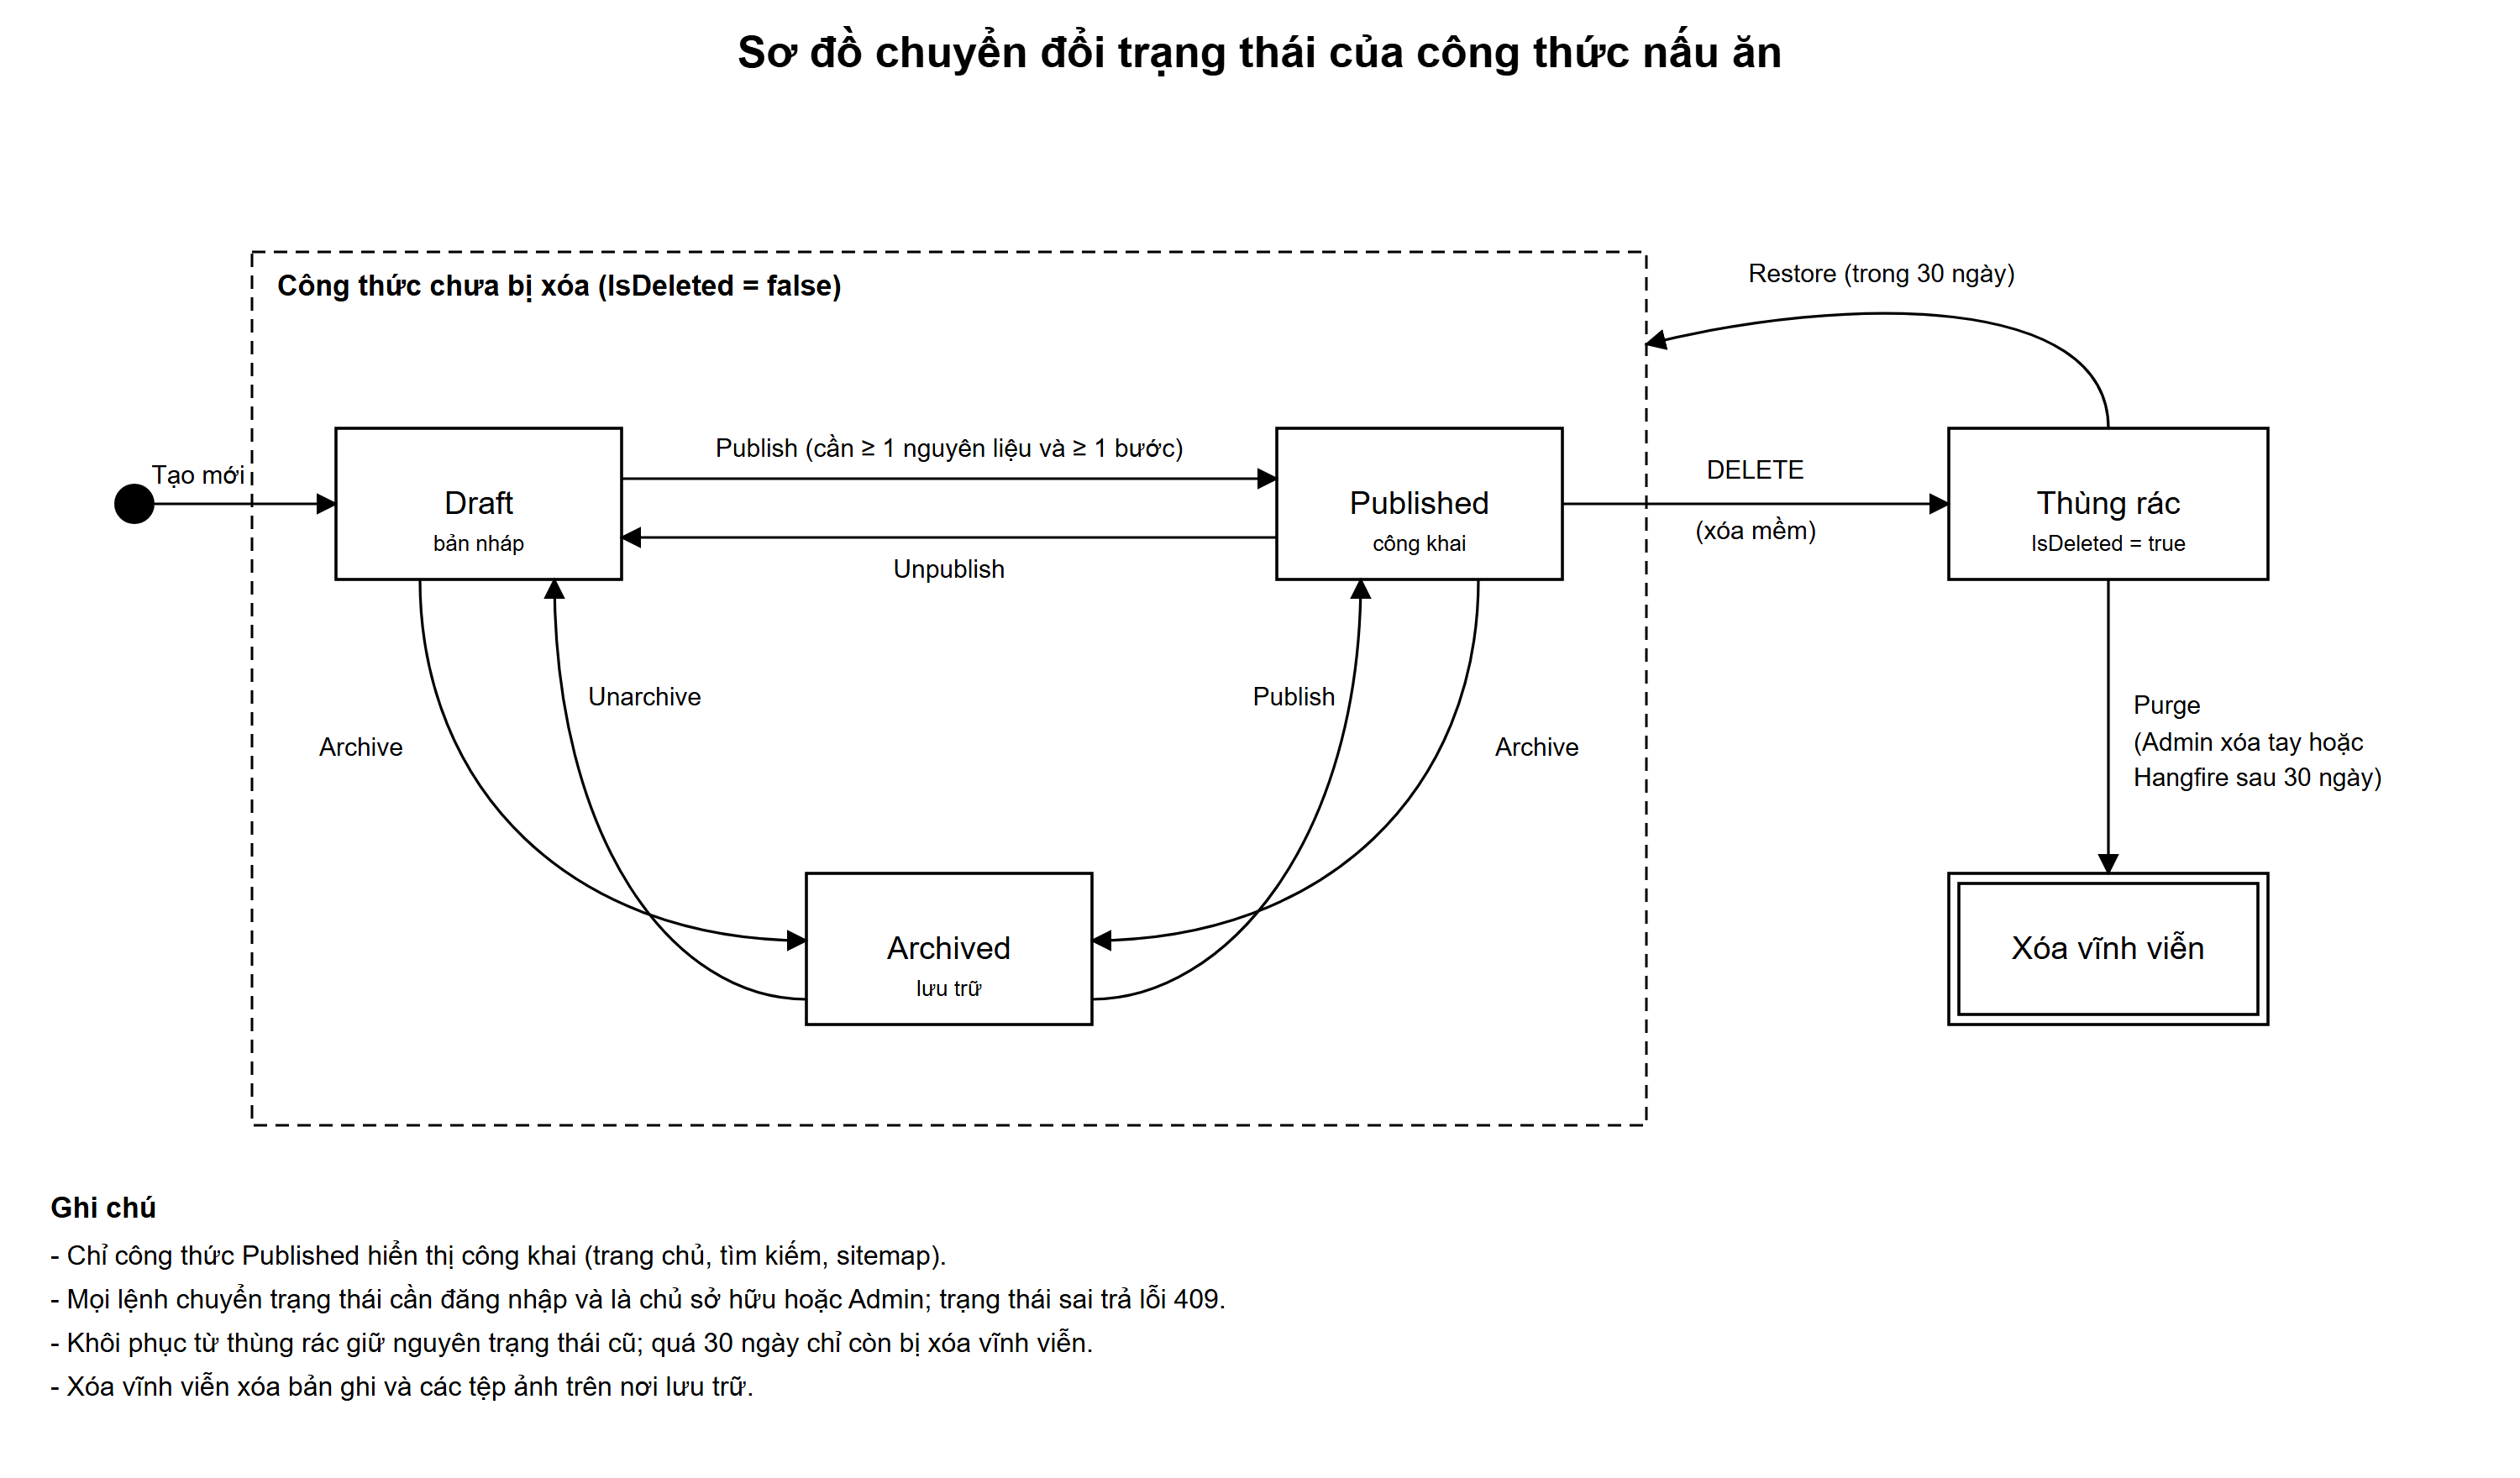 Sơ đồ chuyển đổi trạng thái của công thức nấu ăn
Công thức chưa bị xóa (IsDeleted = false)
Restore (trong 30 ngày)
Tạo mới
Draft
bản nháp
Publish (cần ≥ 1 nguyên liệu và ≥ 1 bước)
Unpublish
Published
công khai
DELETE
(xóa mềm)
Thùng rác
IsDeleted = true
Archive
Unarchive
Publish
Archive
Purge
(Admin xóa tay hoặc
Hangfire sau 30 ngày)
Archived
lưu trữ
Xóa vĩnh viễn
Ghi chú
- Chỉ công thức Published hiển thị công khai (trang chủ, tìm kiếm, sitemap).
- Mọi lệnh chuyển trạng thái cần đăng nhập và là chủ sở hữu hoặc Admin; trạng thái sai trả lỗi 409.
- Khôi phục từ thùng rác giữ nguyên trạng thái cũ; quá 30 ngày chỉ còn bị xóa vĩnh viễn.
- Xóa vĩnh viễn xóa bản ghi và các tệp ảnh trên nơi lưu trữ.